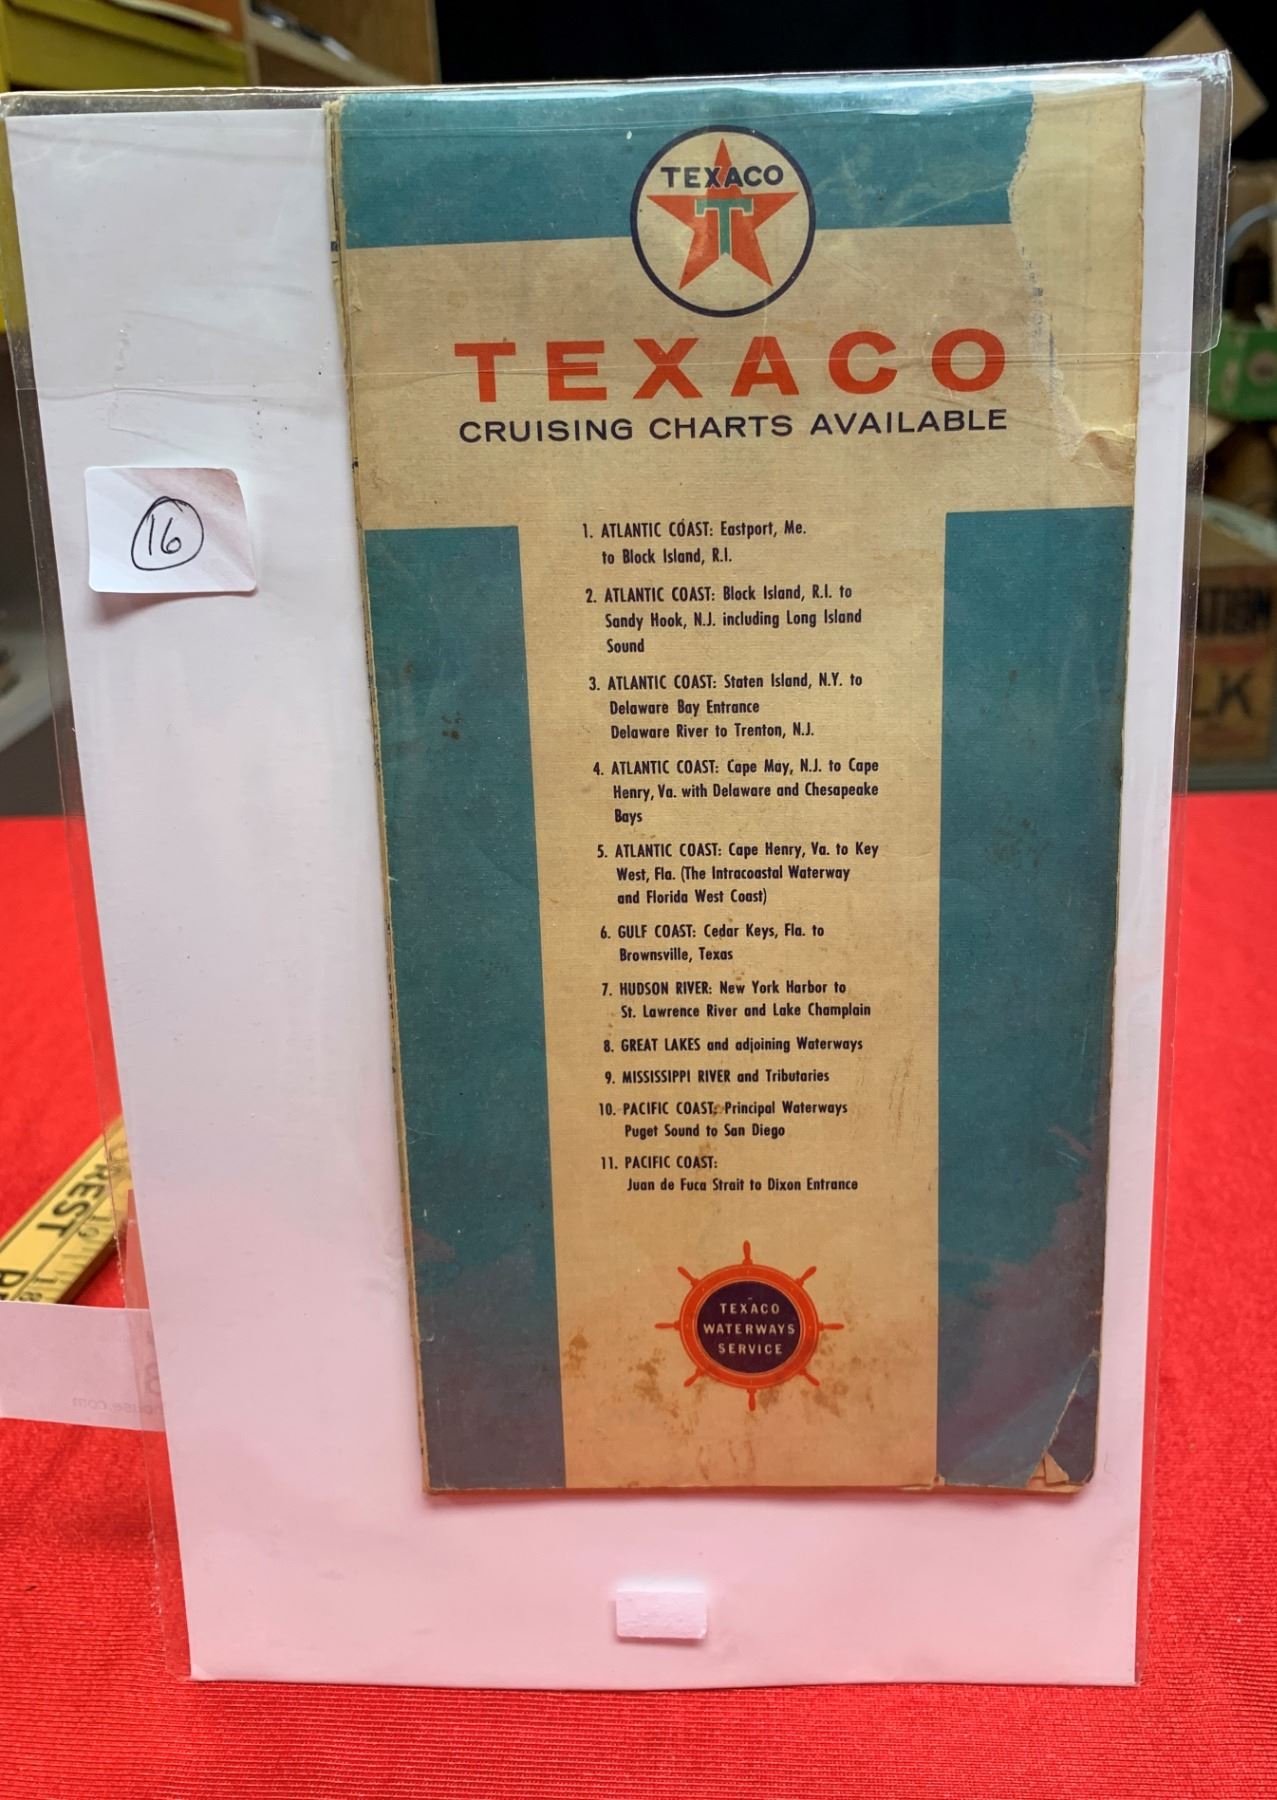 TEXACO
T
TEXACO
CRUISING CHARTS AVAILABLE
16
1. ATLANTIC COAST: Eastport, Me.
to Block Island, R.I.
2. ATLANTIC COAST: Block Island, R.I. to
Sandy Hook, N.J. including Long Island
Sound
3. ATLANTIC COAST: Staten Island, N.Y. to
Delaware Bay Entrance
Delaware River to Trenton, N.J.
4. ATLANTIC COAST: Cape May, N.J. to Cape
Henry, Va. with Delaware and Chesapeake
Bays
5. ATLANTIC COAST: Cape Henry, Va. to Key
West, Fla. (The Intracoastal Waterway
and Florida West Coast)
6. GULF COAST: Cedar Keys, Fla. to
Brownsville, Texas
7. HUDSON RIVER: New York Harbor to
St. Lawrence River and Lake Champlain
8. GREAT LAKES and adjoining Waterways
9. MISSISSIPPI RIVER and Tributaries
10. PACIFIC COAST: Principal Waterways
Puget Sound to San Diego
11. PACIFIC COAST:
Juan de Fuca Strait to Dixon Entrance
TEXACO
WATERWAYS
SERVICE